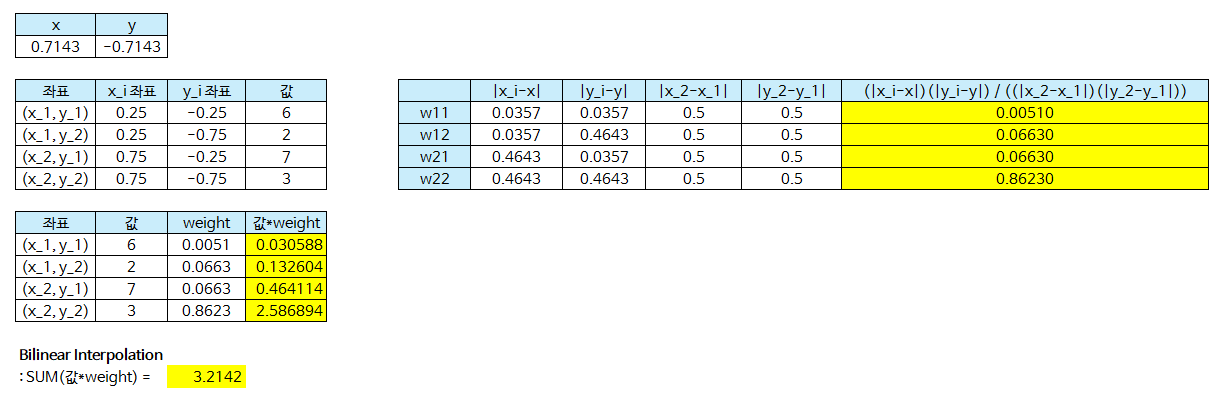 x y
0.7143 -0.7143
좌표 x_i 좌표 y_i 좌표 값
(x_1, y_1) 0.25 -0.25 6
(x_1, y_2) 0.25 -0.75 2
(x_2, y_1) 0.75 -0.25 7
(x_2, y_2) 0.75 -0.75 3
|x_i-x| |y_i-y| |x_2-x_1| |y_2-y_1| (|x_i-x|)(|y_i-y|) / ((|x_2-x_1|)(|y_2-y_1|))
w11 0.0357 0.0357 0.5 0.5 0.00510
w12 0.0357 0.4643 0.5 0.5 0.06630
w21 0.4643 0.0357 0.5 0.5 0.06630
w22 0.4643 0.4643 0.5 0.5 0.86230
좌표 값 weight 값*weight
(x_1, y_1) 6 0.0051 0.030588
(x_1, y_2) 2 0.0663 0.132604
(x_2, y_1) 7 0.0663 0.464114
(x_2, y_2) 3 0.8623 2.586894
Bilinear Interpolation
: SUM(값*weight) = 3.2142